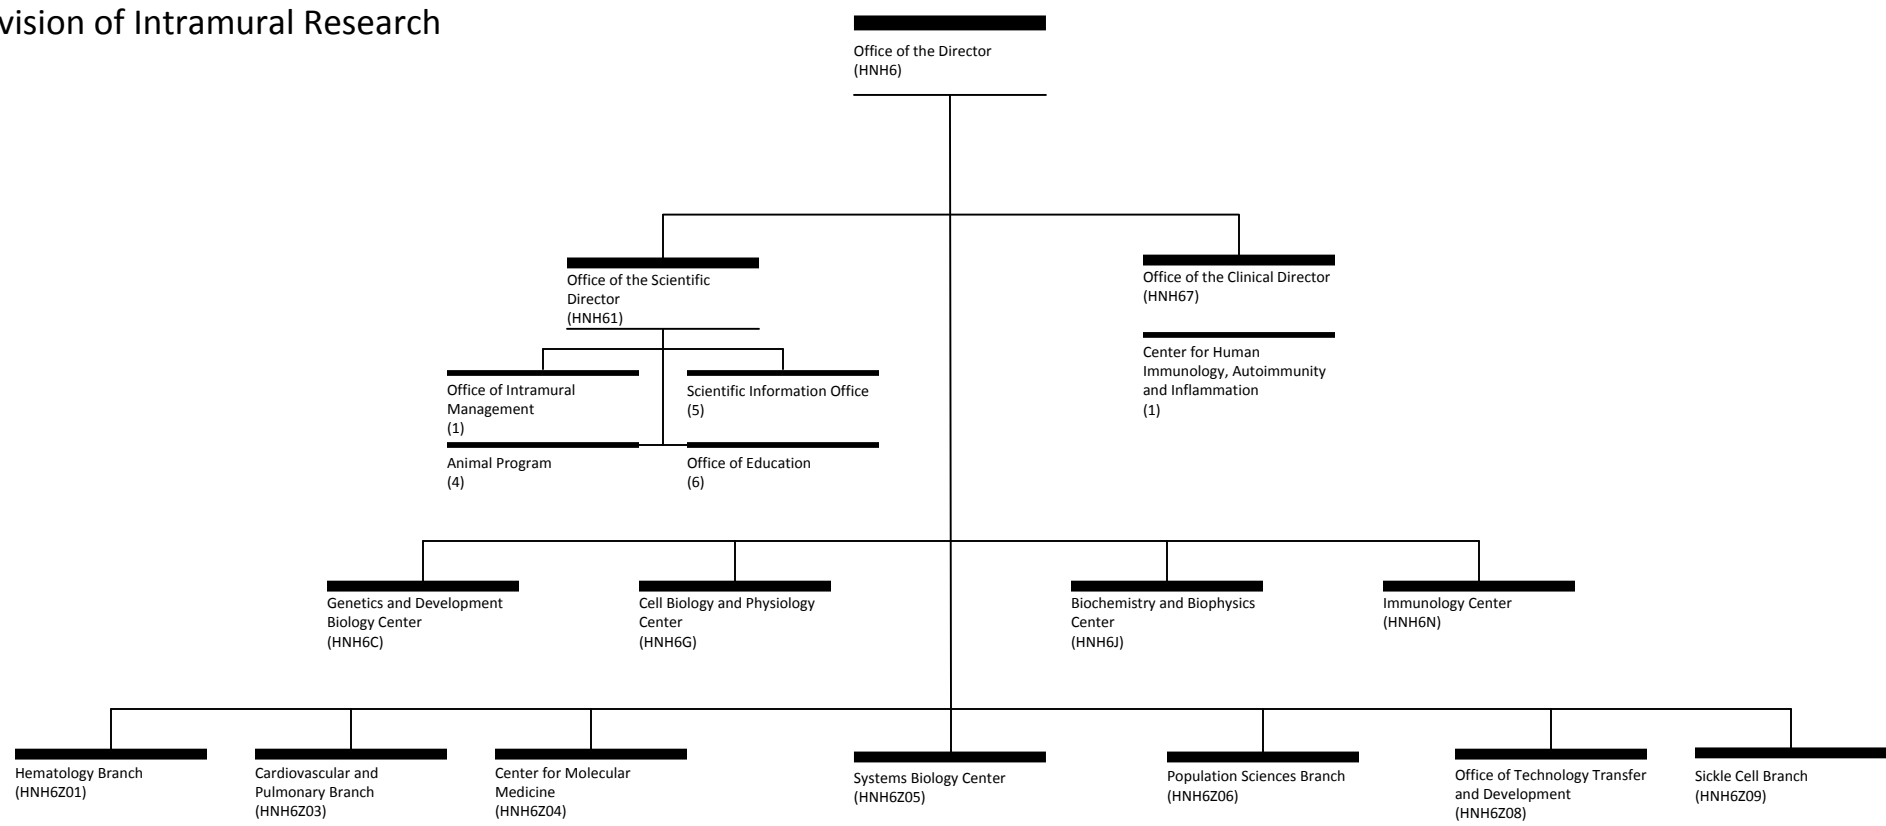 vision of Intramural Research
Office of the Director
(HNH6)
Office of the Scientific
Director
(HNH61)
Office of the Clinical Director
(HNH67)
Center for Human
Immunology, Autoimmunity
and Inflammation
(1)
Office of Intramural
Management
(1)
Scientific Information Office
(5)
Animal Program
(4)
Office of Education
(6)
Genetics and Development
Biology Center
(HNH6C)
Cell Biology and Physiology
Center
(HNH6G)
Biochemistry and Biophysics
Center
(HNH6J)
Immunology Center
(HNH6N)
Hematology Branch
(HNH6Z01)
Cardiovascular and
Pulmonary Branch
(HNH6Z03)
Center for Molecular
Medicine
(HNH6Z04)
Systems Biology Center
(HNH6Z05)
Population Sciences Branch
(HNH6Z06)
Office of Technology Transfer
and Development
(HNH6Z08)
Sickle Cell Branch
(HNH6Z09)